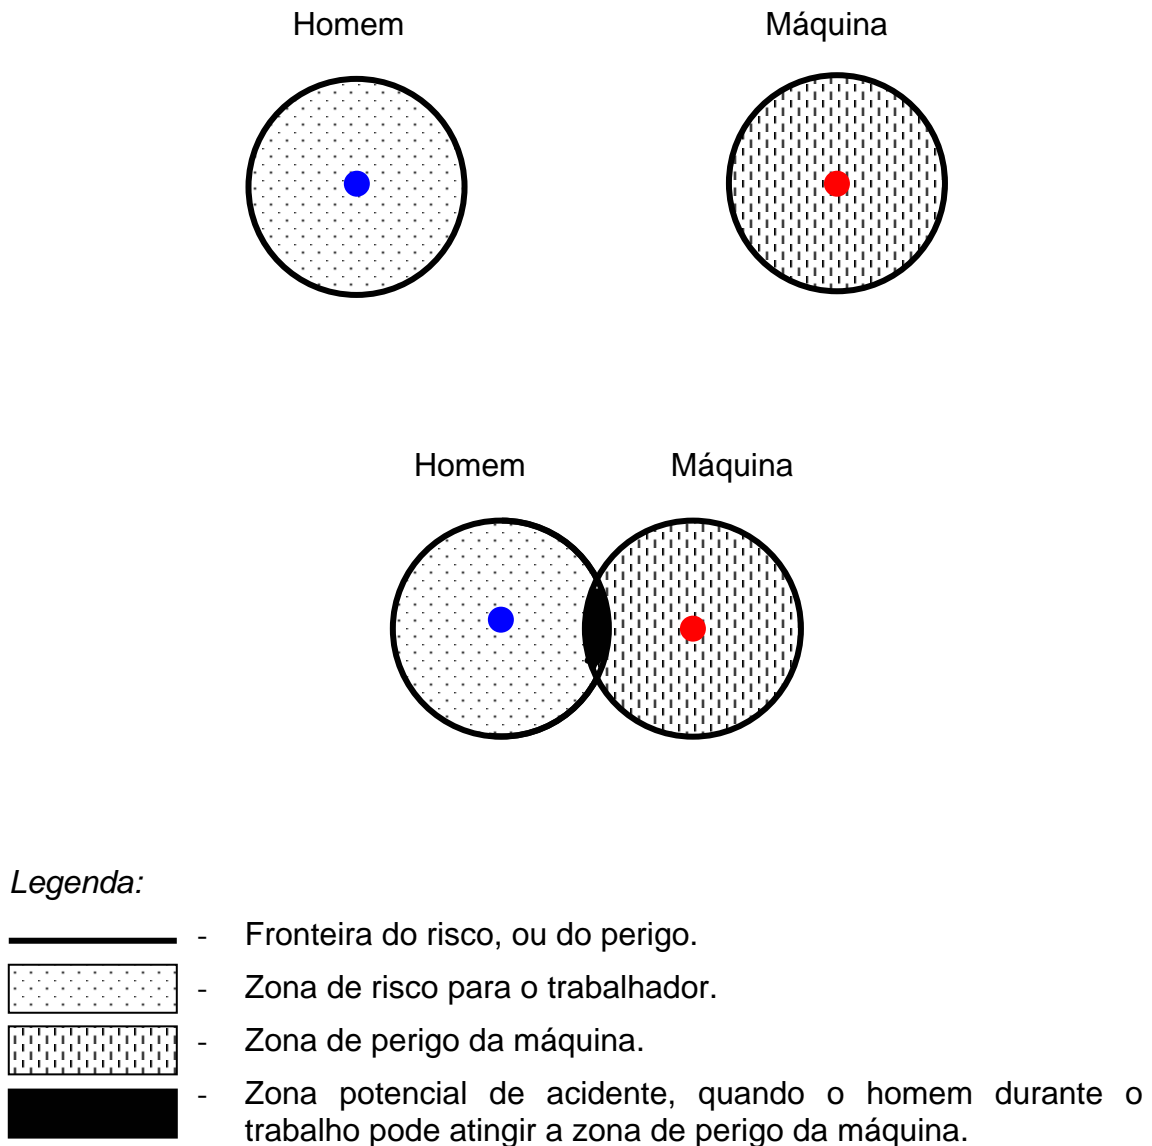 Homem Máquina
Homem Máquina
Legenda:
- Fronteira do risco, ou do perigo.
- Zona de risco para o trabalhador.
- Zona de perigo da máquina.
- Zona potencial de acidente, quando o homem durante o
trabalho pode atingir a zona de perigo da máquina.